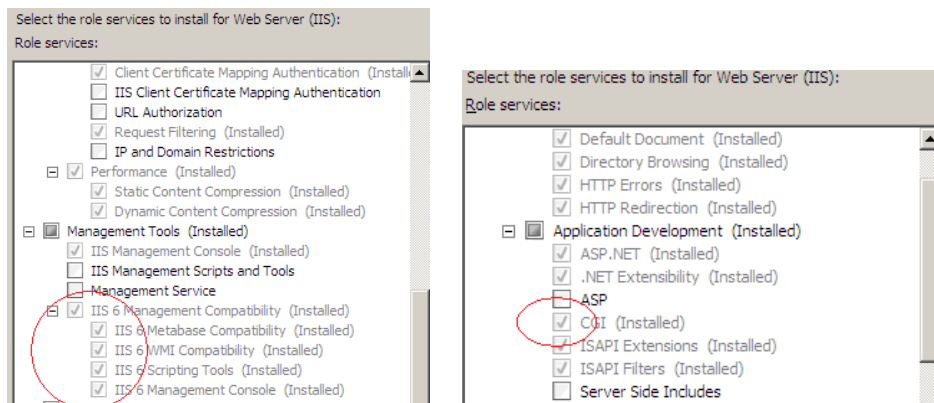 Select the role services to install for Web Server (IIS):
Role services:
Client Certificate Mapping Authentication (Install
IIS Client Certificate Mapping Authentication
URL Authorization
Request Filtering (Installed)
IP and Domain Restrictions
Performance (Installed)
Static Content Compression (Installed)
Dynamic Content Compression (Installed)
Management Tools (Installed)
IIS Management Console (Installed)
IIS Management Scripts and Tools
Management Service
IIS 6 Management Compatibility (Installed)
IIS 6 Metabase Compatibility (Installed)
IIS 6 WMI Compatibility (Installed)
IIS 6 Scripting Tools (Installed)
IIS 6 Management Console (Installed)
Select the role services to install for Web Server (IIS):
Role services:
Default Document (Installed)
Directory Browsing (Installed)
HTTP Errors (Installed)
HTTP Redirection (Installed)
Application Development (Installed)
ASP.NET (Installed)
.NET Extensibility (Installed)
ASP
CGI (Installed)
ISAPI Extensions (Installed)
ISAPI Filters (Installed)
Server Side Includes